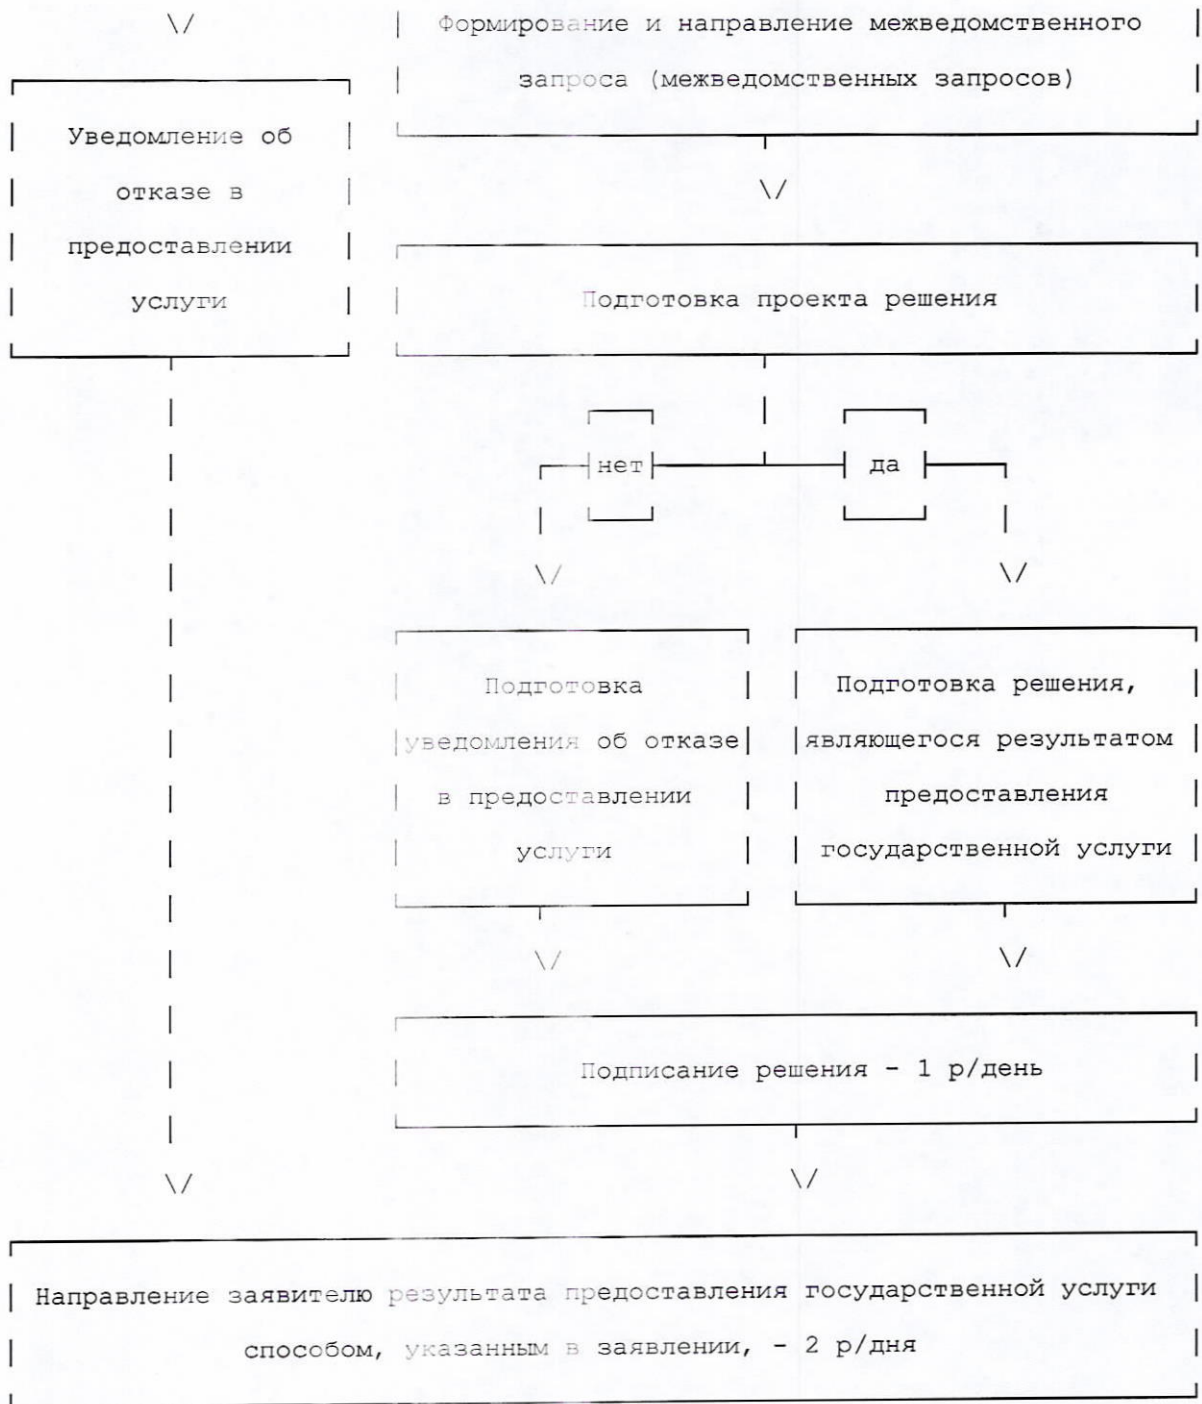 \/
Формирование и направление межведомственного
запроса (межведомственных запросов)
Уведомление об
отказе в
предоставлении
услуги
\/
Подготовка проекта решения
нет
да
\/ \/
Подготовка
уведомления об отказе
в предоставлении
услуги
Подготовка решения,
являющегося результатом
предоставления
государственной услуги
\/ \/
Подписание решения - 1 р/день
\/ \/
Направление заявителю результата предоставления государственной услуги
способом, указанным в заявлении, - 2 р/дня